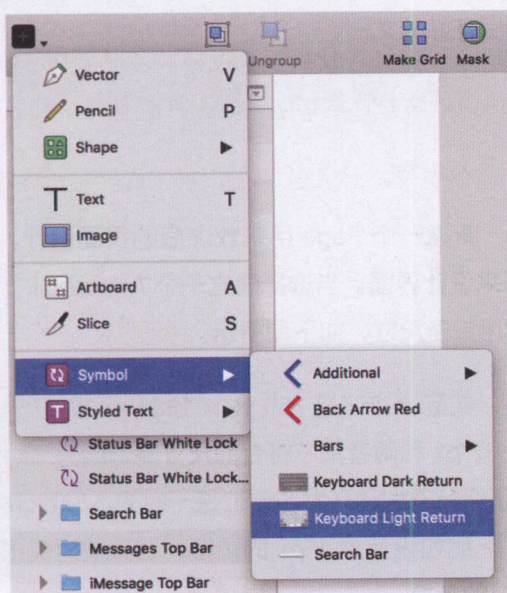 Ungroup
Make Grid
Mask
Vector V
Pencil P
Shape
Text T
Image
Artboard A
Slice S
Symbol
Styled Text
Additional
Back Arrow Red
Bars
Keyboard Dark Return
Keyboard Light Return
Search Bar
Status Bar White Lock
Status Bar White Lock...
Search Bar
Messages Top Bar
iMessage Top Bar